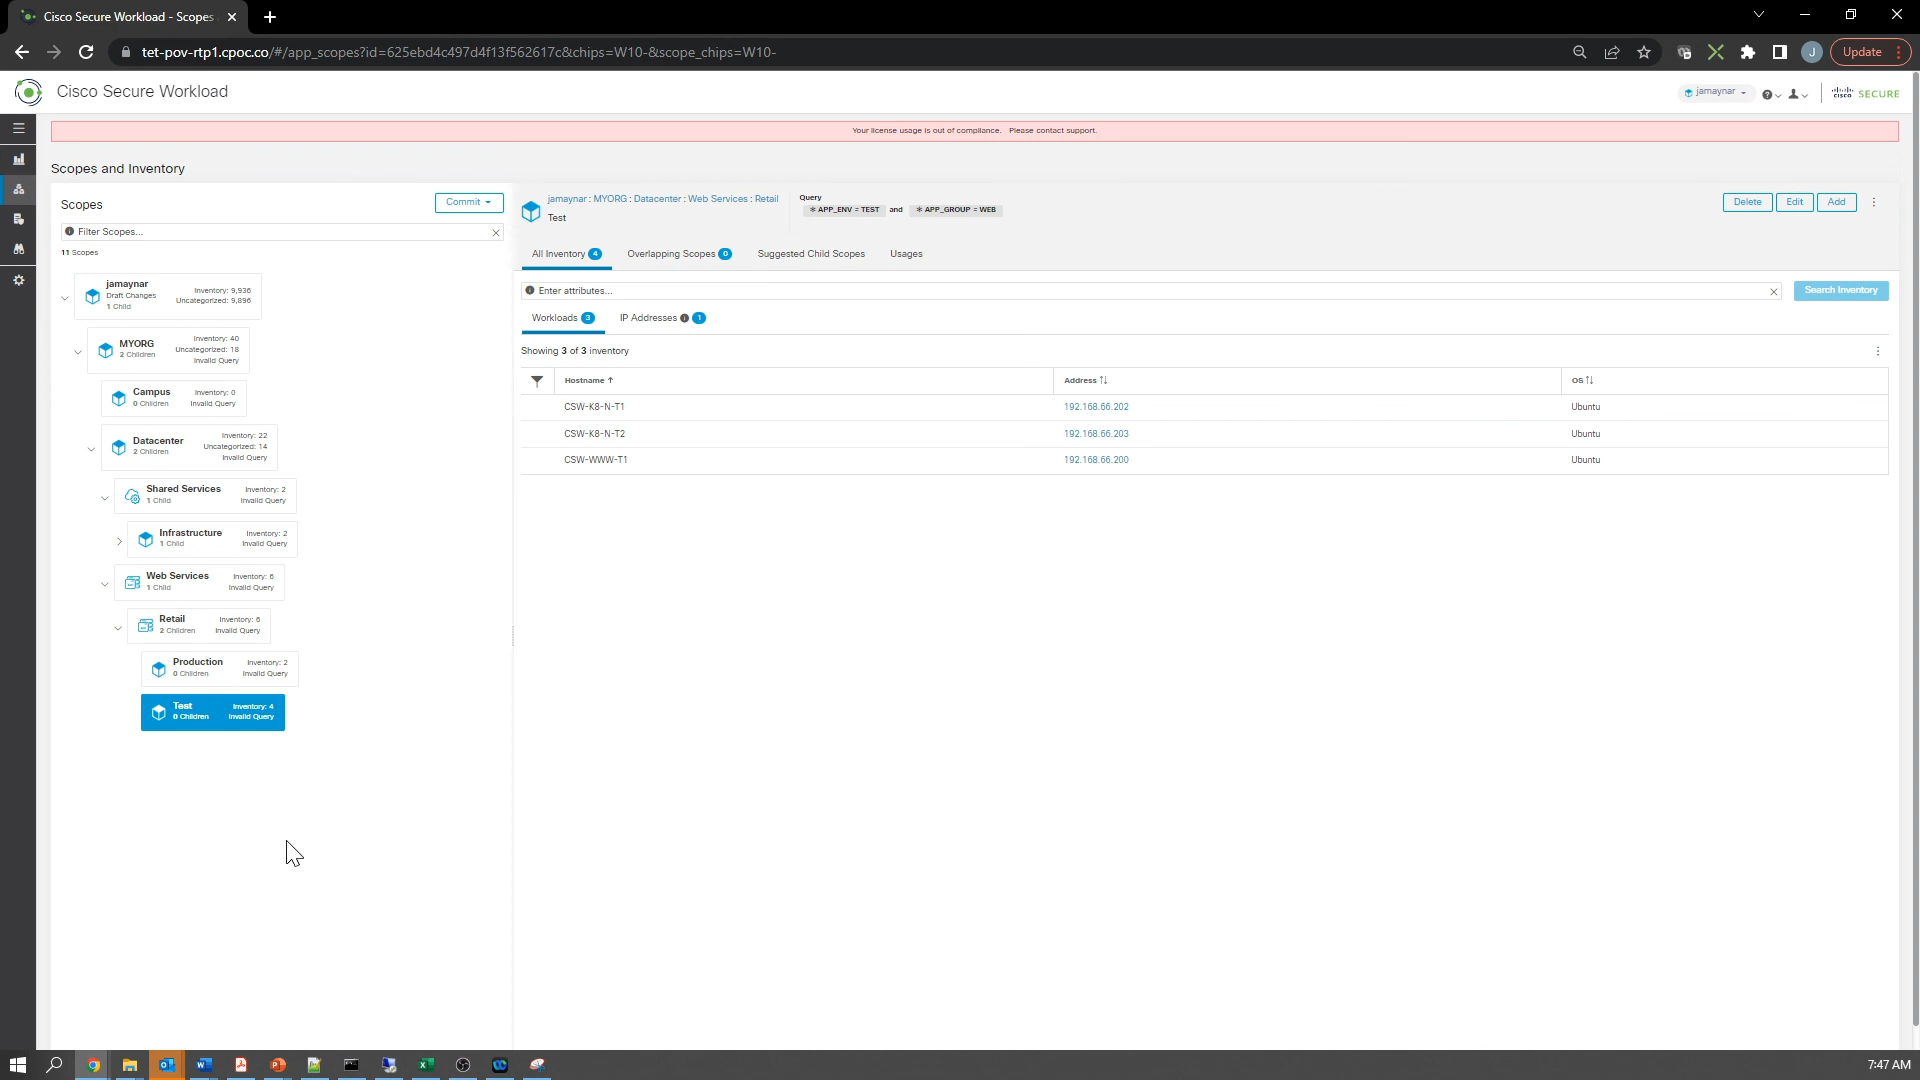 Cisco Secure Workload - Scopes
tet-pov-rtp1.cpoc.co/#/app_scopes?id=625ebd4c497d4f13f562617c&chips=W10-&scope_chips=W10-
J
Update
Cisco Secure Workload
jamaynar
cisco SECURE
Your license usage is out of compliance. Please contact support.
Scopes and Inventory
Scopes
Commit
Filter Scopes...
11 Scopes
jamaynar
Draft Changes
1 Child
Inventory: 9,936
Uncategorized: 9,896
MYORG
2 Children
Inventory: 40
Uncategorized: 18
Invalid Query
Campus
0 Children
Inventory: 0
Invalid Query
Datacenter
2 Children
Inventory: 22
Uncategorized: 14
Invalid Query
Shared Services
1 Child
Inventory: 2
Invalid Query
Infrastructure
1 Child
Inventory: 2
Invalid Query
Web Services
1 Child
Inventory: 6
Invalid Query
Retail
2 Children
Inventory: 6
Invalid Query
Production
0 Children
Inventory: 2
Invalid Query
Test
0 Children
Inventory: 4
Invalid Query
jamaynar : MYORG : Datacenter : Web Services : Retail
Test
Query
* APP_ENV = TEST and * APP_GROUP = WEB
Delete
Edit
Add
All Inventory 4
Overlapping Scopes 0
Suggested Child Scopes
Usages
Enter attributes...
Search Inventory
Workloads 3
IP Addresses 1
Showing 3 of 3 inventory
Hostname ↑ Address ↑↓ OS ↑↓
CSW-K8-N-T1 192.168.66.202 Ubuntu
CSW-K8-N-T2 192.168.66.203 Ubuntu
CSW-WWW-T1 192.168.66.200 Ubuntu
7:47 AM